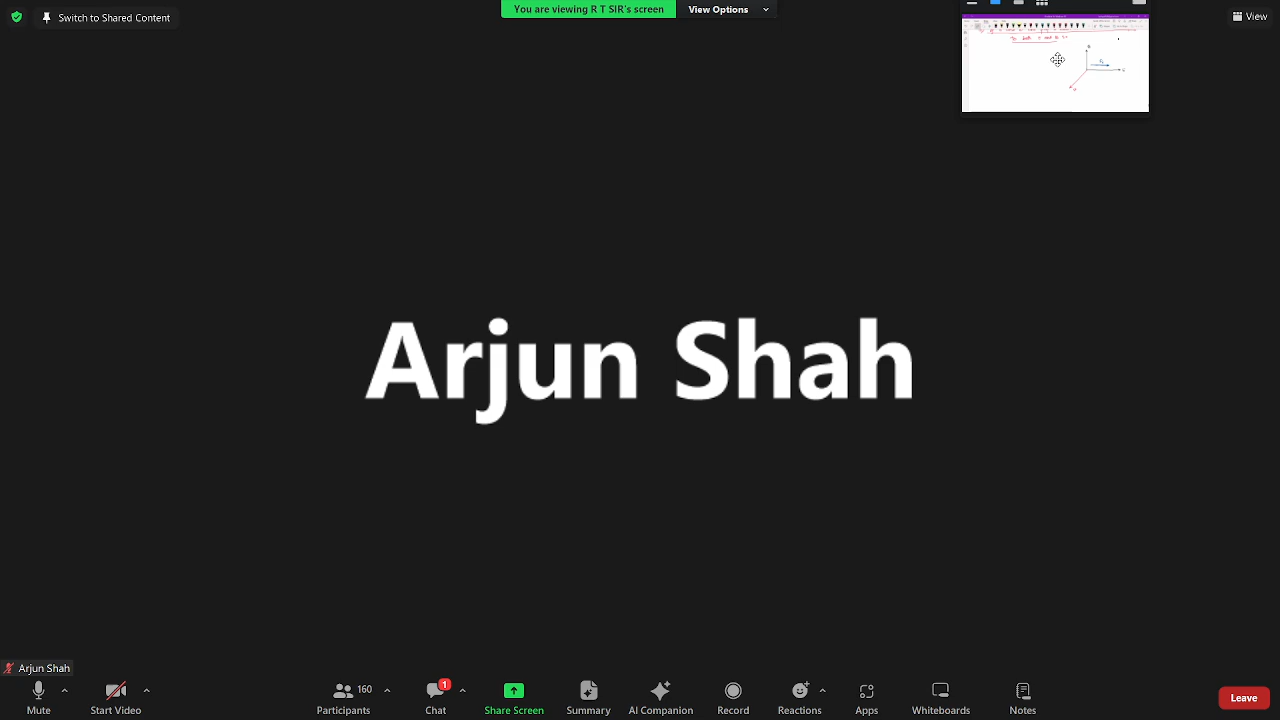 Switch to Shared Content
You are viewing R T SIR's screen
View Options
View
Arjun Shah
Arjun Shah
Mute
Start Video
160
Participants
1
Chat
Share Screen
Summary
AI Companion
Record
Reactions
Apps
Whiteboards
Notes
Leave